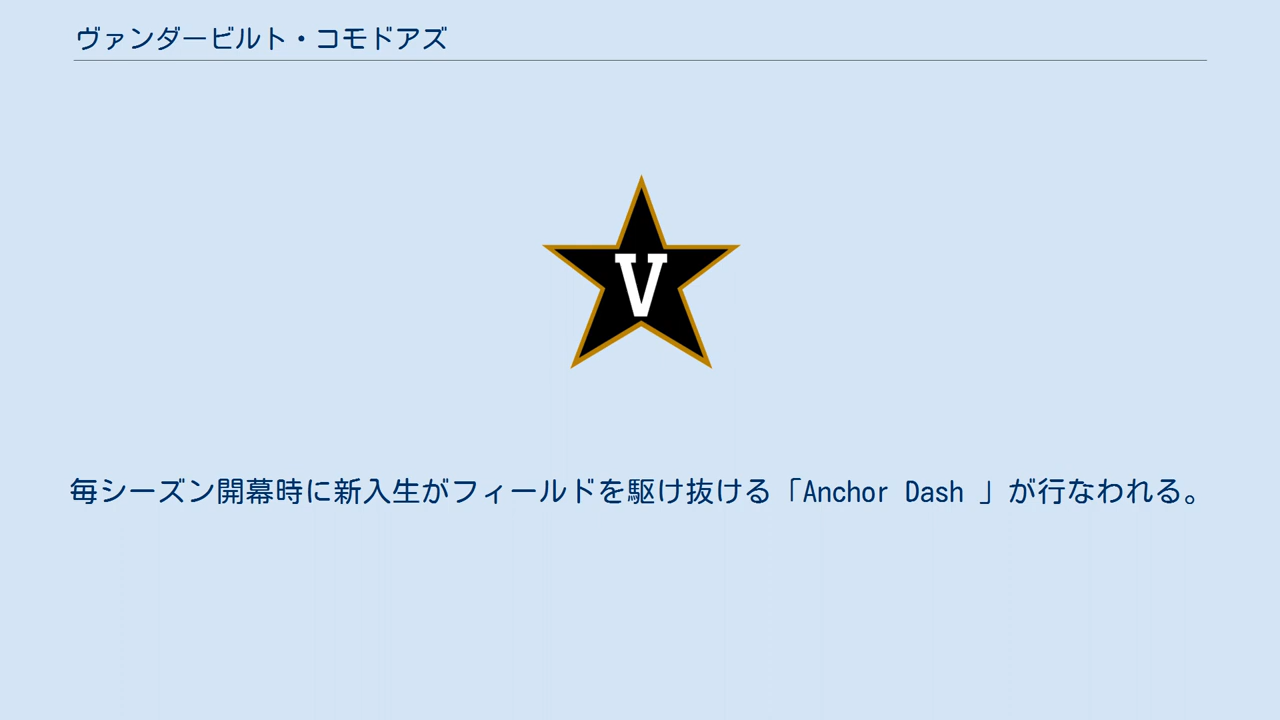 ヴァンダービルト・コモドアズ
V
毎シーズン開幕時に新入生がフィールドを駆け抜ける「Anchor Dash 」が行なわれる。